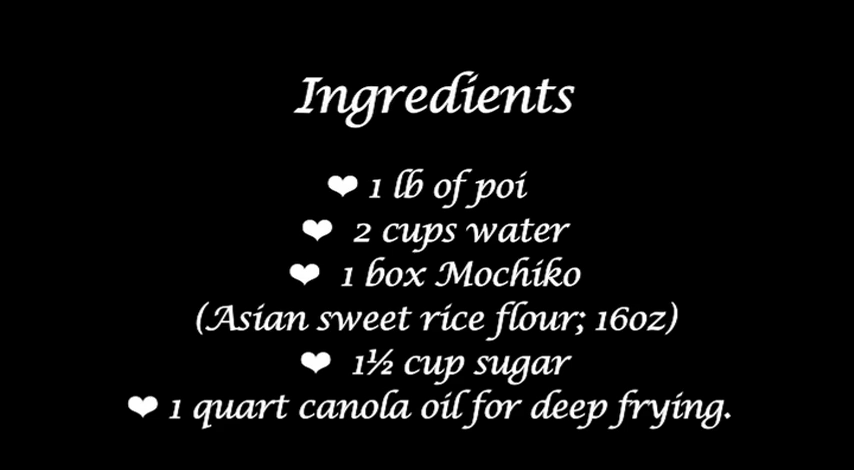 Ingredients
❤ 1 lb of poi
❤ 2 cups water
❤ 1 box Mochiko
(Asian sweet rice flour; 16oz)
❤ 1½ cup sugar
❤ 1 quart canola oil for deep frying.